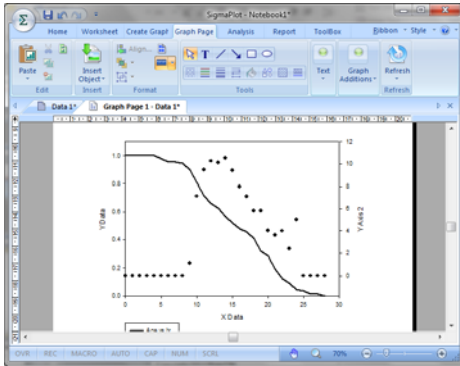 SigmaPlot - Notebook1*
Home Worksheet Create Graph Graph Page Analysis Report ToolBox Ribbon Style
Align...
Paste Insert Object Text Graph Additions Refresh
Edit Insert Format Tools Refresh
Data 1* Graph Page 1 - Data 1*
1.0
0.8
0.6
0.4
0.2
0.0
Y Data
12
10
8
6
4
2
0
Y Axis 2
0 5 10 15 20 25 30
X Data
OVR REC MACRO AUTO CAP NUM SCRL 70%